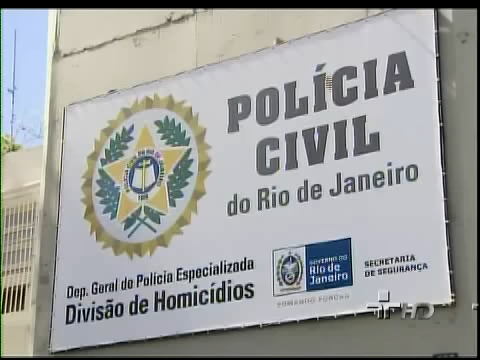 POLÍCIA
CIVIL
do Rio de Janeiro
Dep. Geral de Polícia Especializada
Divisão de Homicídios
GOVERNO DO
Rio de
Janeiro
SOMANDO FORÇAS
SECRETARIA
DE SEGURANÇA
HD